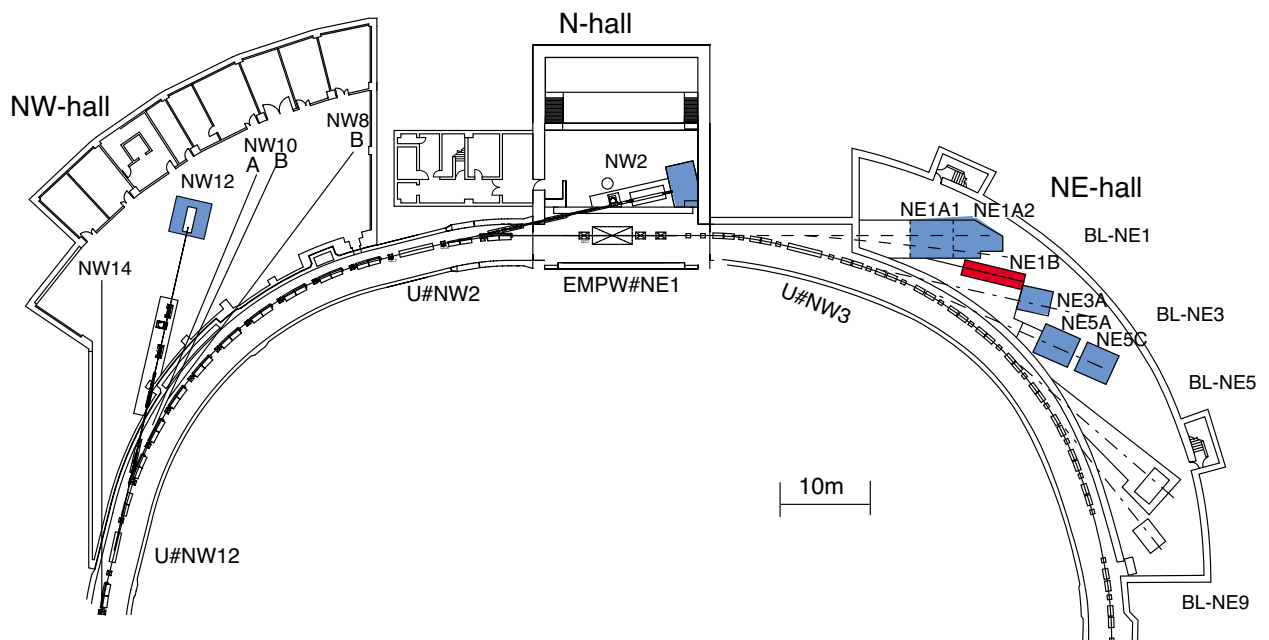 N-hall
NW-hall
NW8
B
NW10
A B
NW12
NW2
NE-hall
NE1A1 NE1A2
BL-NE1
NE1B
NW14
U#NW2
EMPW#NE1
U#NW3
NE3A
BL-NE3
NE5A
NE5C
BL-NE5
10m
U#NW12
BL-NE9